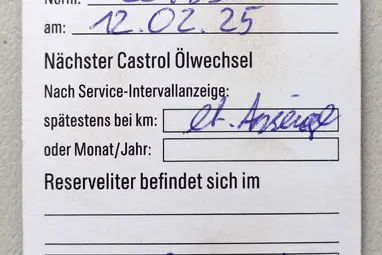 Norm:
am: 12.02.25
Nächster Castrol Ölwechsel
Nach Service-Intervallanzeige:
spätestens bei km: lt. Anzeige
oder Monat/Jahr:
Reserveliter befindet sich im